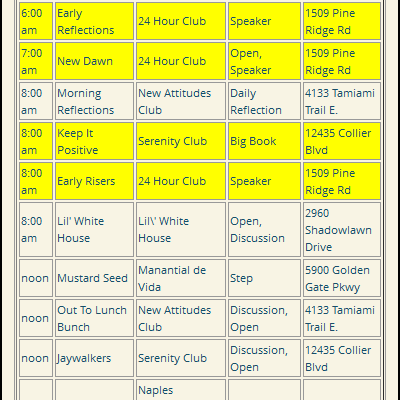 6:00 am Early Reflections 24 Hour Club Speaker 1509 Pine Ridge Rd
7:00 am New Dawn 24 Hour Club Open, Speaker 1509 Pine Ridge Rd
8:00 am Morning Reflections New Attitudes Club Daily Reflection 4133 Tamiami Trail E.
8:00 am Keep It Positive Serenity Club Big Book 12435 Collier Blvd
8:00 am Early Risers 24 Hour Club Speaker 1509 Pine Ridge Rd
8:00 am Lil' White House Lil\' White House Open, Discussion 2960 Shadowlawn Drive
noon Mustard Seed Manantial de Vida Step 5900 Golden Gate Pkwy
noon Out To Lunch Bunch New Attitudes Club Discussion, Open 4133 Tamiami Trail E.
noon Jaywalkers Serenity Club Discussion, Open 12435 Collier Blvd
Naples